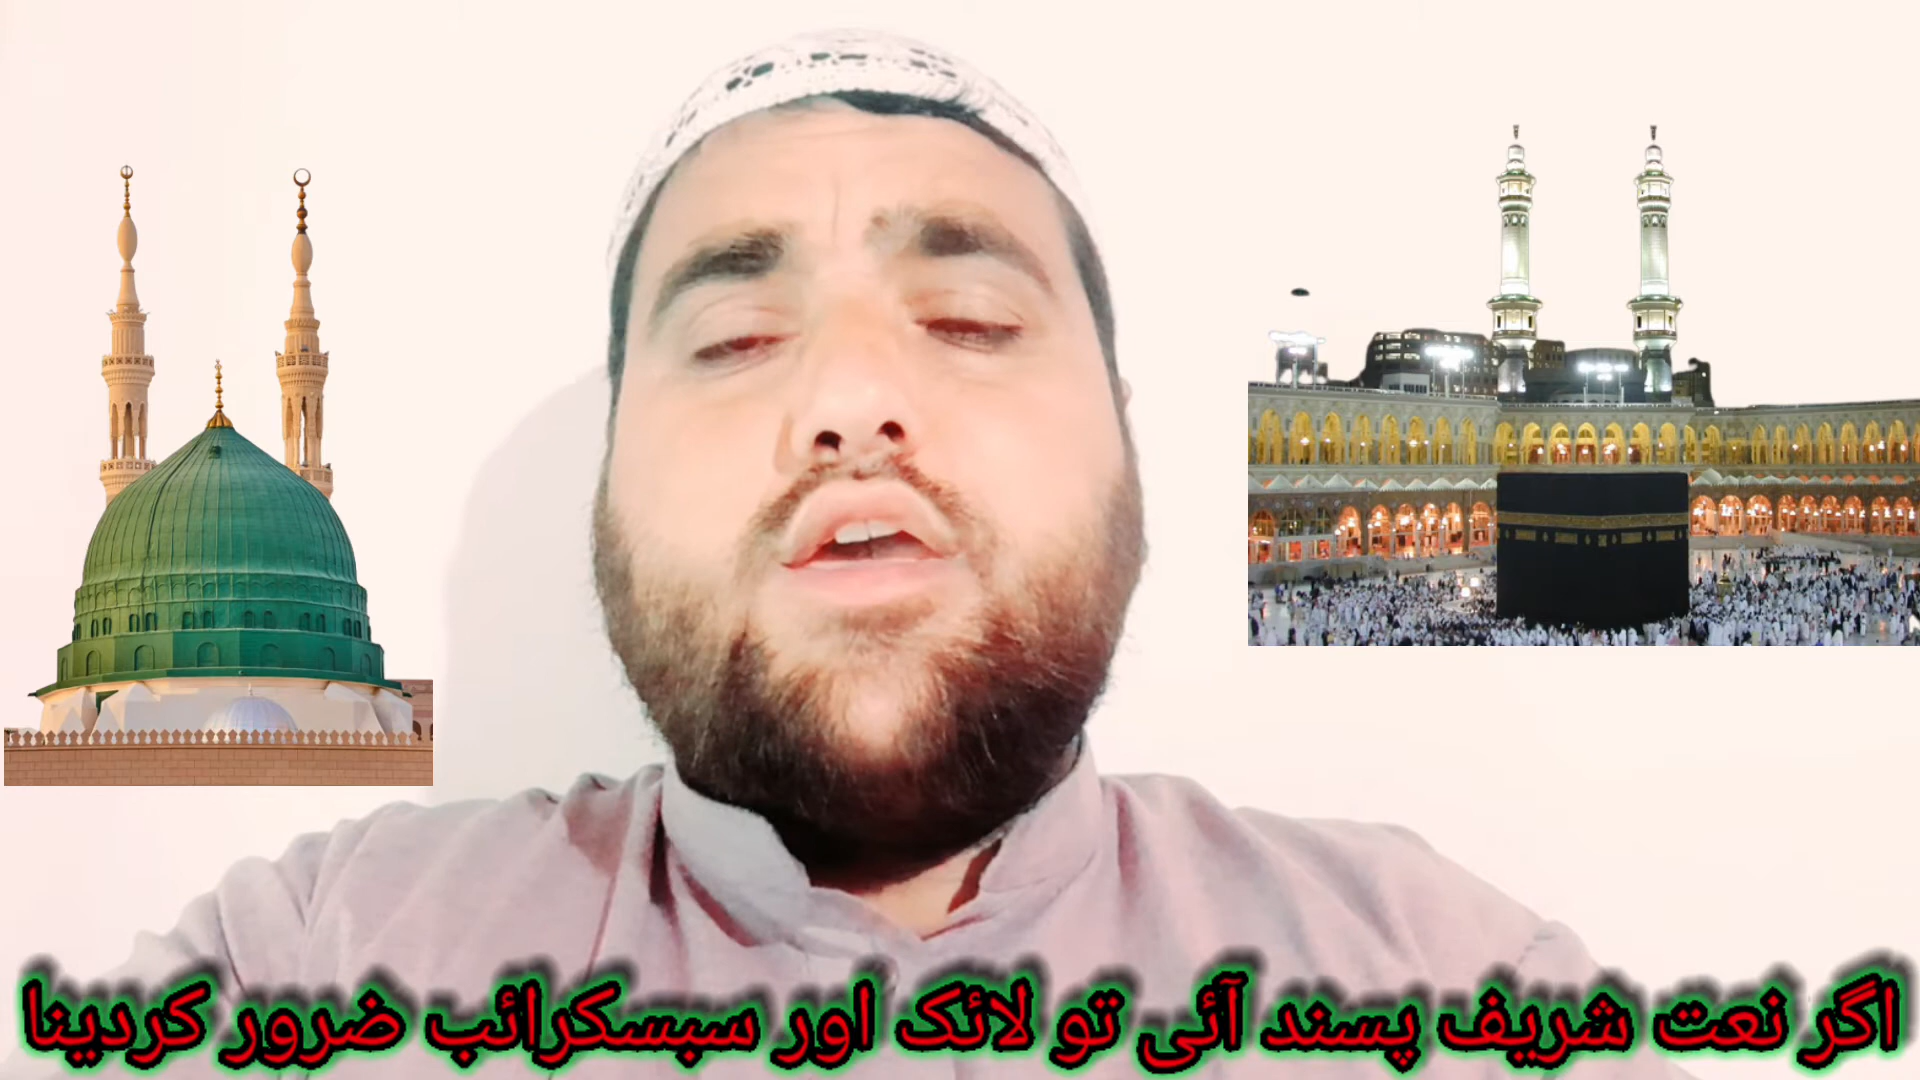 اگر نعت شریف پسند آئی تو لائک اور سبسکرائب ضرور کردینا